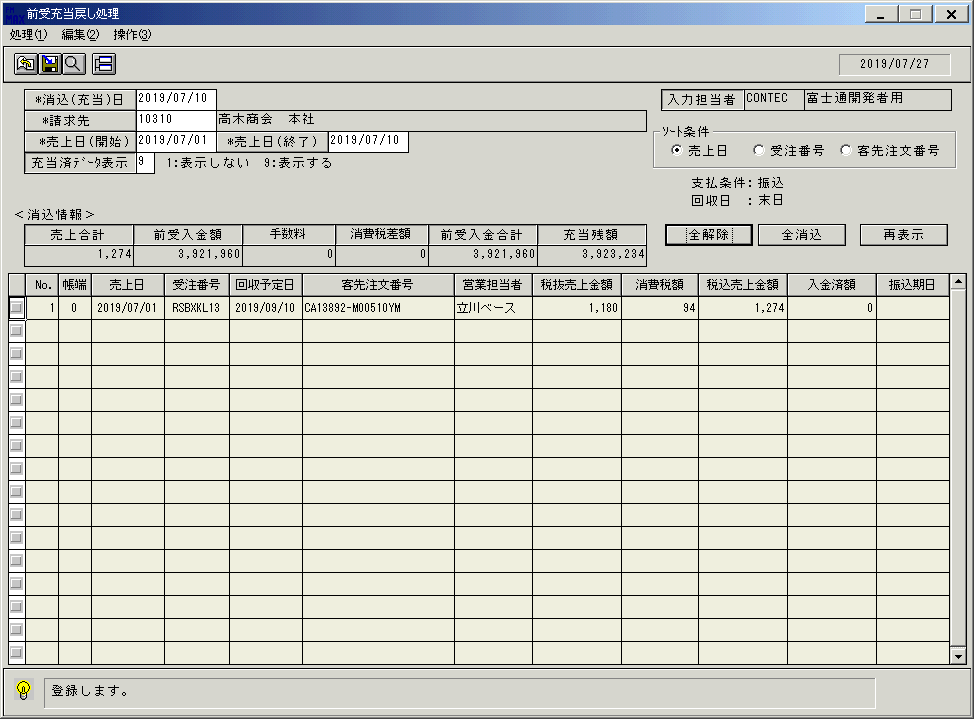 前受充当戻し処理
処理(1) 編集(2) 操作(3)
2019/07/27
*消込(充当)日 2019/07/10
入力担当者 CONTEC 富士通開発者用
*請求先 10310 高木商会 本社
*売上日(開始) 2019/07/01 *売上日(終了) 2019/07/10
充当済ﾃﾞｰﾀ表示 9 1:表示しない 9:表示する
ｿｰﾄ条件
売上日 受注番号 客先注文番号
支払条件: 振込
回収日 : 末日
<消込情報>
売上合計 前受入金額 手数料 消費税差額 前受入金合計 充当残額
1,274 3,921,960 0 0 3,921,960 3,923,234
全解除 全消込 再表示
No. 帳端 売上日 受注番号 回収予定日 客先注文番号 営業担当者 税抜売上金額 消費税額 税込売上金額 入金済額 振込期日
1 0 2019/07/01 RSBXKL13 2019/09/10 CA13892-M00510YM 立川ベース 1,180 94 1,274 0
登録します。